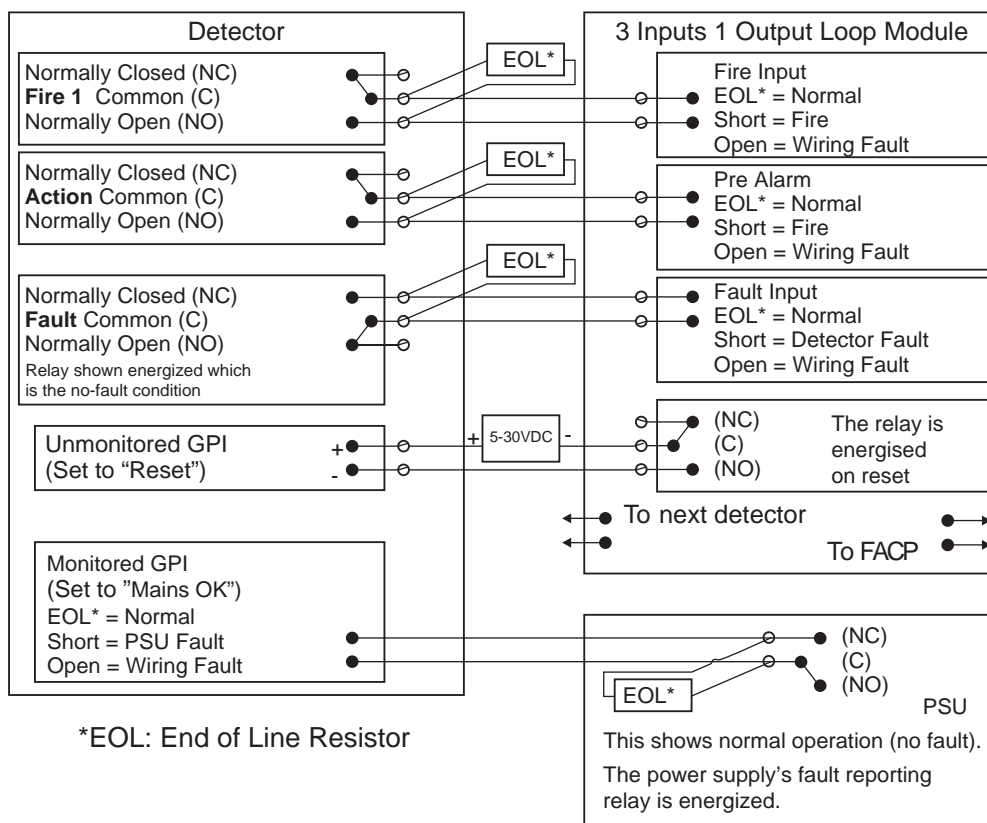 Detector
Normally Closed (NC)
Fire 1 Common (C)
Normally Open (NO)
Normally Closed (NC)
Action Common (C)
Normally Open (NO)
Normally Closed (NC)
Fault Common (C)
Normally Open (NO)
Relay shown energized which
is the no-fault condition
Unmonitored GPI
(Set to “Reset”)
+
-
Monitored GPI
(Set to ”Mains OK”)
EOL* = Normal
Short = PSU Fault
Open = Wiring Fault
EOL*
EOL*
EOL*
+ 5-30VDC -
3 Inputs 1 Output Loop Module
Fire Input
EOL* = Normal
Short = Fire
Open = Wiring Fault
Pre Alarm
EOL* = Normal
Short = Fire
Open = Wiring Fault
Fault Input
EOL* = Normal
Short = Detector Fault
Open = Wiring Fault
(NC)
(C)
(NO)
The relay is
energised
on reset
To next detector
To FACP
(NC)
(C)
(NO)
EOL*
PSU
This shows normal operation (no fault).
The power supply’s fault reporting
relay is energized.
*EOL: End of Line Resistor